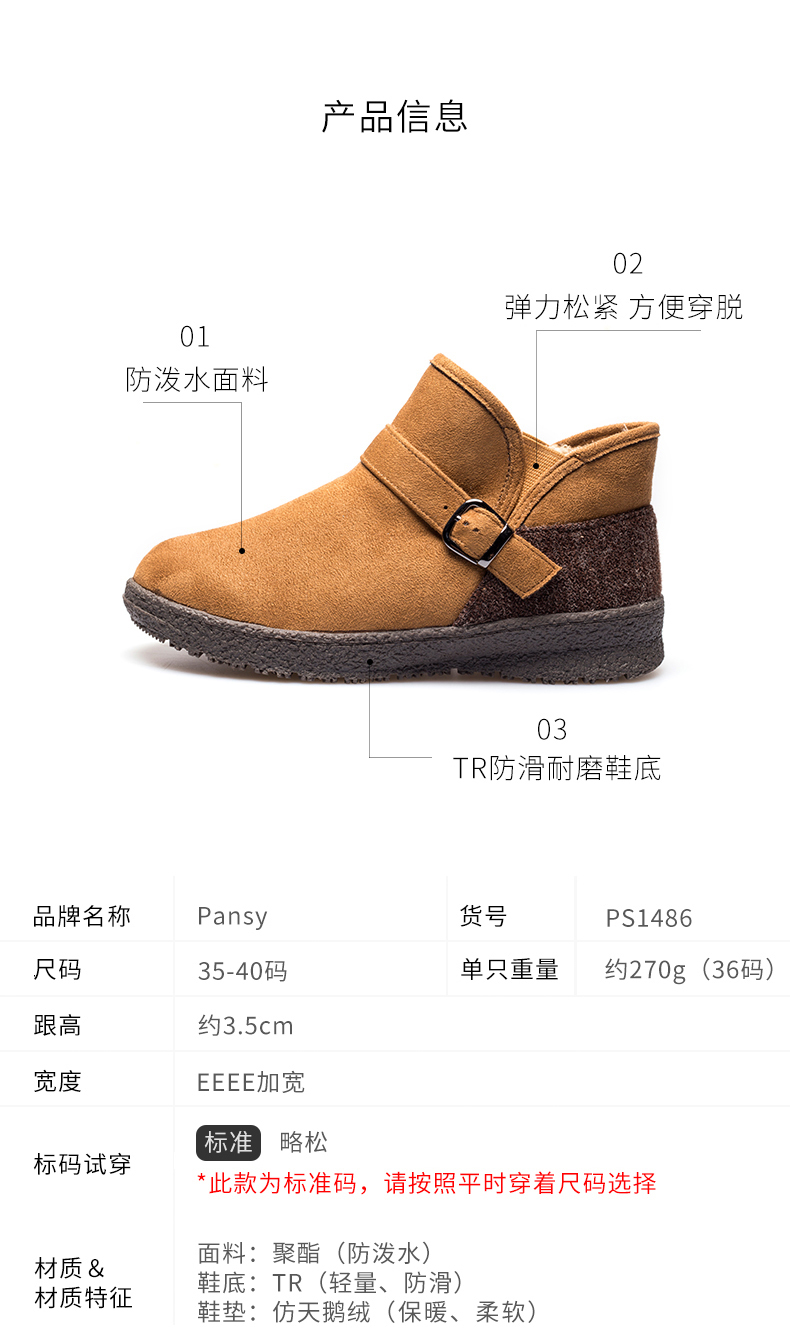 产品信息
02
弹力松紧 方便穿脱
01
防泼水面料
03
TR防滑耐磨鞋底
品牌名称 Pansy 货号 PS1486
尺码 35-40码 单只重量 约270g（36码）
跟高 约3.5cm
宽度 EEEE加宽
标码试穿 标准 略松
*此款为标准码，请按照平时穿着尺码选择
材质＆
材质特征
面料：聚酯（防泼水）
鞋底：TR（轻量、防滑）
鞋垫：仿天鹅绒（保暖、柔软）